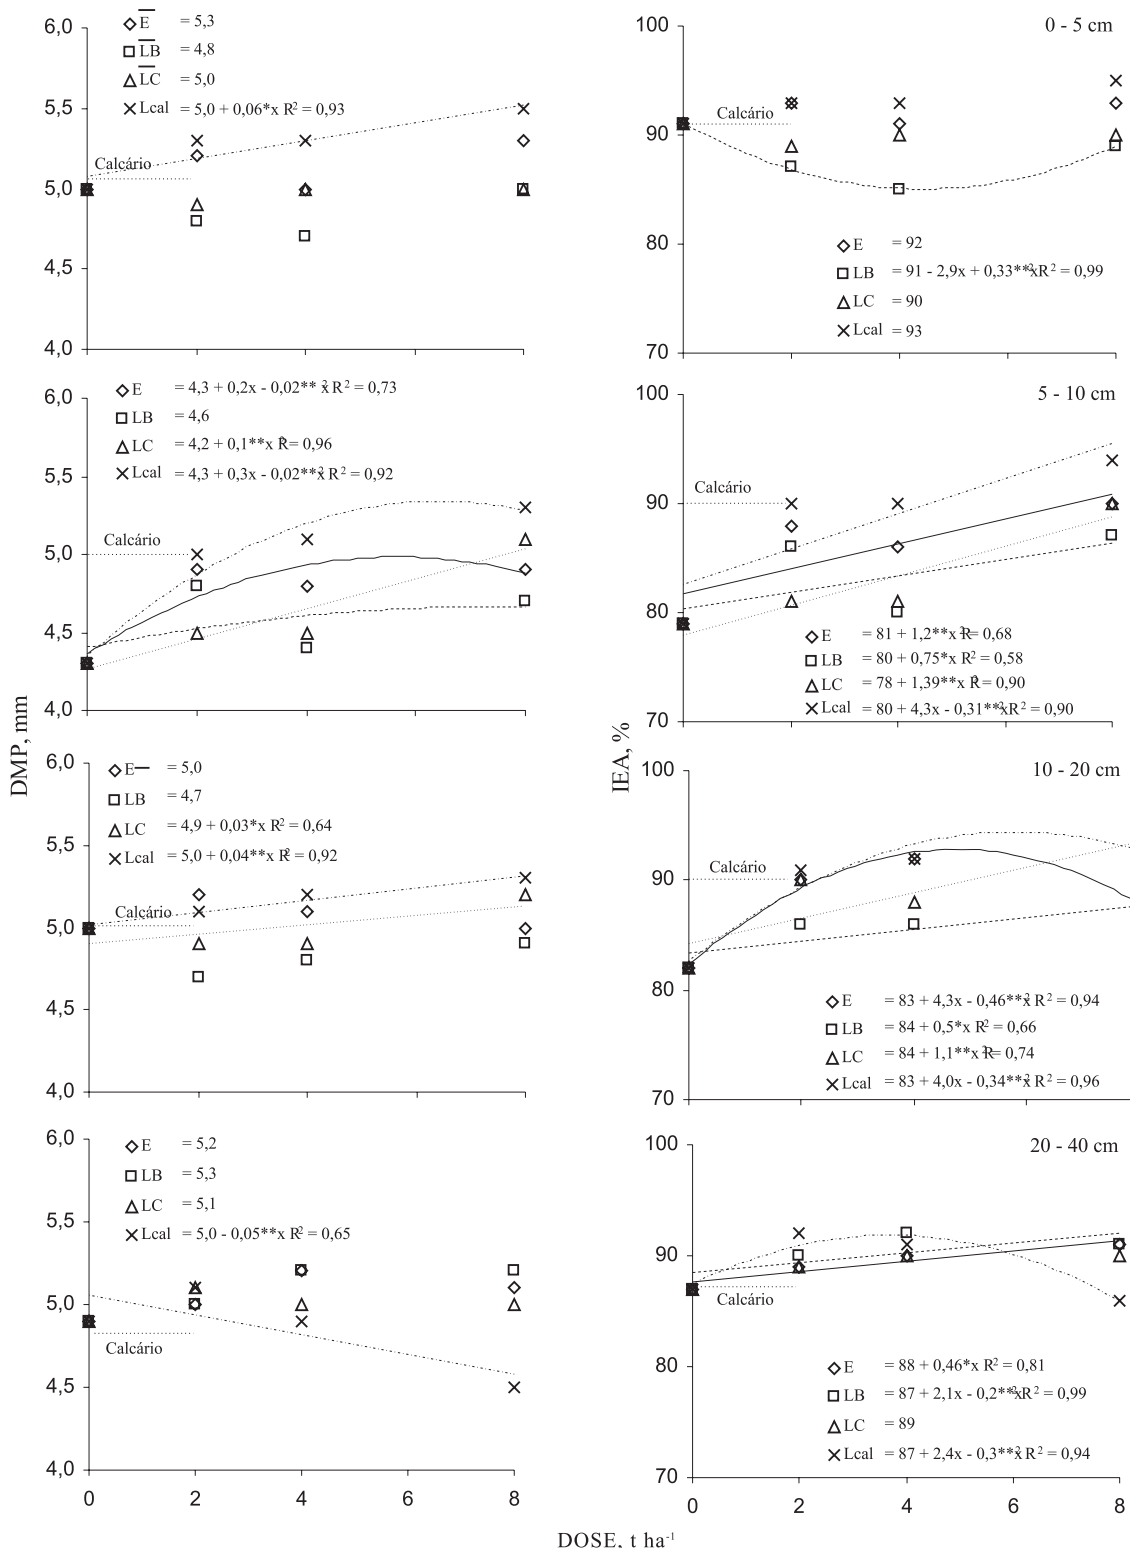 6,0
5,5
5,0
4,5
4,0
E = 5,3
LB = 4,8
LC = 5,0
Lcal = 5,0 + 0,06*x R² = 0,93
Calcário
100
90
80
70
0 - 5 cm
Calcário
E = 92
LB = 91 - 2,9x + 0,33**x² R² = 0,99
LC = 90
Lcal = 93
6,0
5,5
5,0
4,5
4,0
E = 4,3 + 0,2x - 0,02** x² R² = 0,73
LB = 4,6
LC = 4,2 + 0,1**x R² = 0,96
Lcal = 4,3 + 0,3x - 0,02**x² R² = 0,92
Calcário
100
90
80
70
5 - 10 cm
Calcário
E = 81 + 1,2**x R² = 0,68
LB = 80 + 0,75*x R² = 0,58
LC = 78 + 1,39**x R² = 0,90
Lcal = 80 + 4,3x - 0,31**x² R² = 0,90
DMP, mm
IEA, %
6,0
5,5
5,0
4,5
4,0
E = 5,0
LB = 4,7
LC = 4,9 + 0,03*x R² = 0,64
Lcal = 5,0 + 0,04**x R² = 0,92
Calcário
100
90
80
70
10 - 20 cm
Calcário
E = 83 + 4,3x - 0,46**x² R² = 0,94
LB = 84 + 0,5*x R² = 0,66
LC = 84 + 1,1**x R² = 0,74
Lcal = 83 + 4,0x - 0,34**x² R² = 0,96
6,0
5,5
5,0
4,5
4,0
E = 5,2
LB = 5,3
LC = 5,1
Lcal = 5,0 - 0,05**x R² = 0,65
Calcário
0 2 4 6 8
100
90
80
70
20 - 40 cm
Calcário
E = 88 + 0,46*x R² = 0,81
LB = 87 + 2,1x - 0,2**x² R² = 0,99
LC = 89
Lcal = 87 + 2,4x - 0,3**x² R² = 0,94
0 2 4 6 8
DOSE, t ha⁻¹